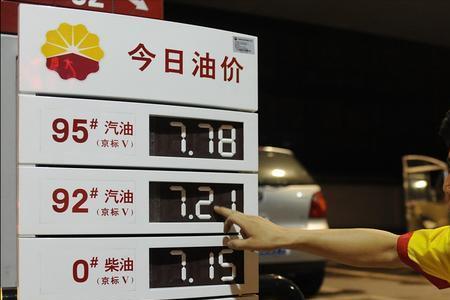 92
今日油价
95# 汽油 7.78
(京标Ⅴ)
92# 汽油 7.21
(京标Ⅴ)
0# 柴油 7.15
(京标Ⅴ)